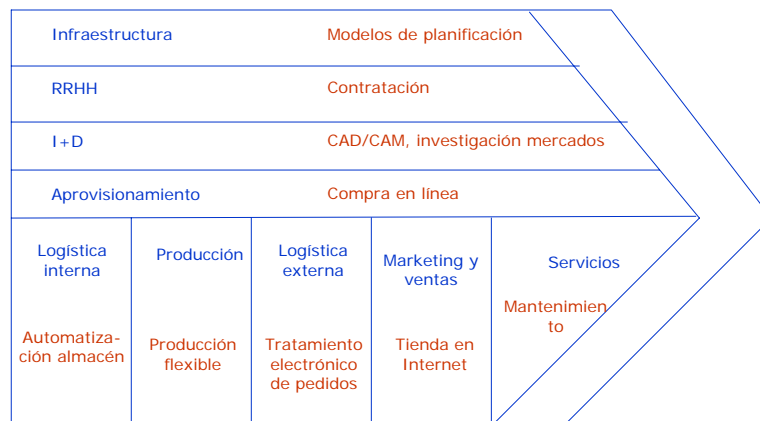 Infraestructura
Modelos de planificación
RRHH
Contratación
I+D
CAD/CAM, investigación mercados
Aprovisionamiento
Compra en línea
Logística
interna
Producción
Logística
externa
Marketing y
ventas
Servicios
Automatiza-
ción almacén
Producción
flexible
Tratamiento
electrónico
de pedidos
Tienda en
Internet
Mantenimien
to